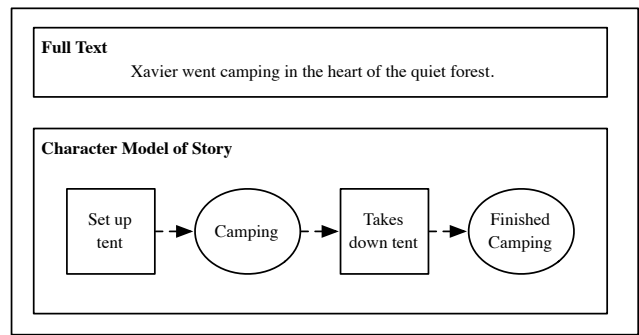 Full Text
Xavier went camping in the heart of the quiet forest.
Character Model of Story
Set up
tent
Camping
Takes
down tent
Finished
Camping